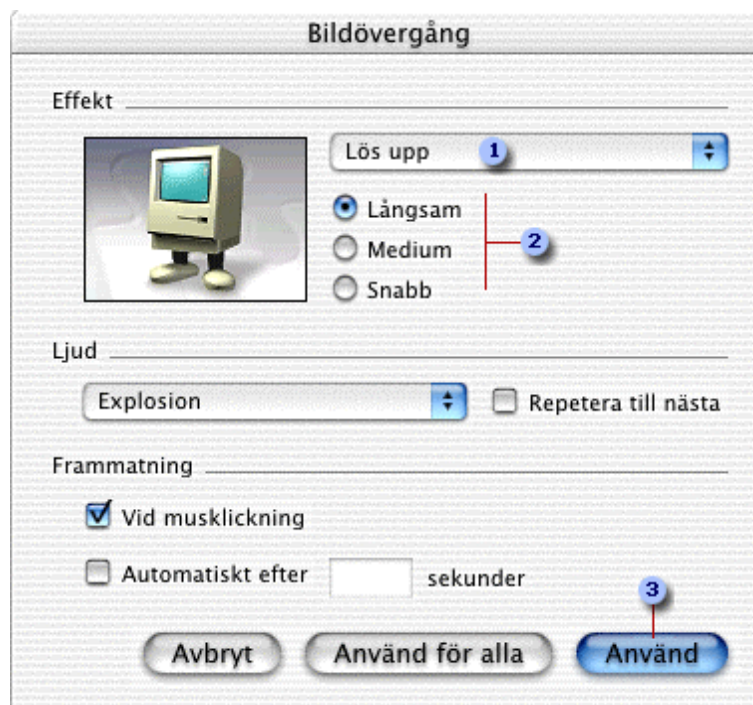 Bildövergång
Effekt
Lös upp 1
Långsam
Medium 2
Snabb
Ljud
Explosion Repetera till nästa
Frammatning
Vid musklickning
Automatiskt efter sekunder
3
Avbryt Använd för alla Använd